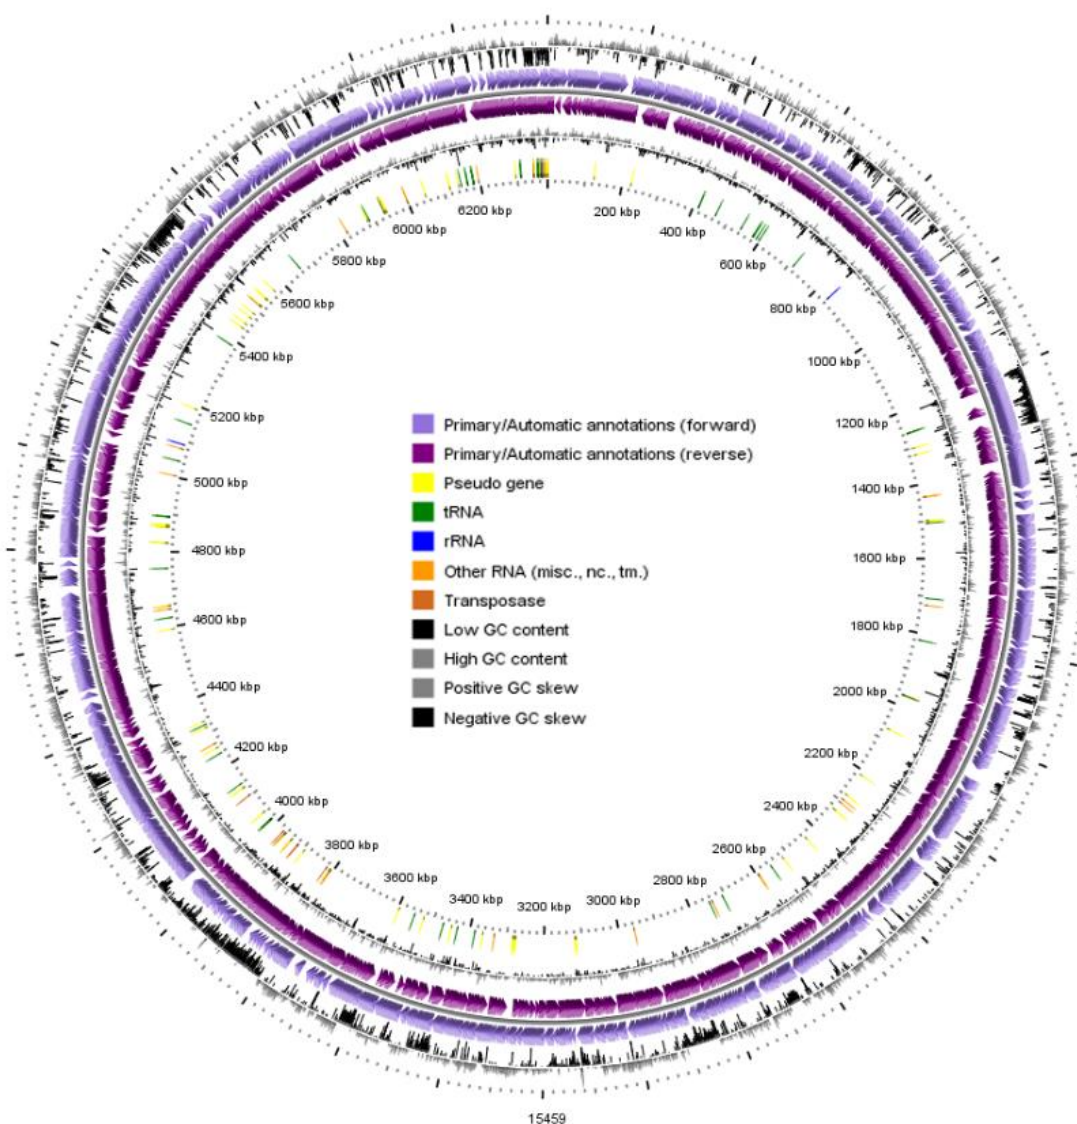 200 kbp
400 kbp
600 kbp
800 kbp
1000 kbp
1200 kbp
1400 kbp
1600 kbp
1800 kbp
2000 kbp
2200 kbp
2400 kbp
2600 kbp
2800 kbp
3000 kbp
3200 kbp
3400 kbp
3600 kbp
3800 kbp
4000 kbp
4200 kbp
4400 kbp
4600 kbp
4800 kbp
5000 kbp
5200 kbp
5400 kbp
5600 kbp
5800 kbp
6000 kbp
6200 kbp
Primary/Automatic annotations (forward)
Primary/Automatic annotations (reverse)
Pseudo gene
tRNA
rRNA
Other RNA (misc., nc., tm.)
Transposase
Low GC content
High GC content
Positive GC skew
Negative GC skew
15459